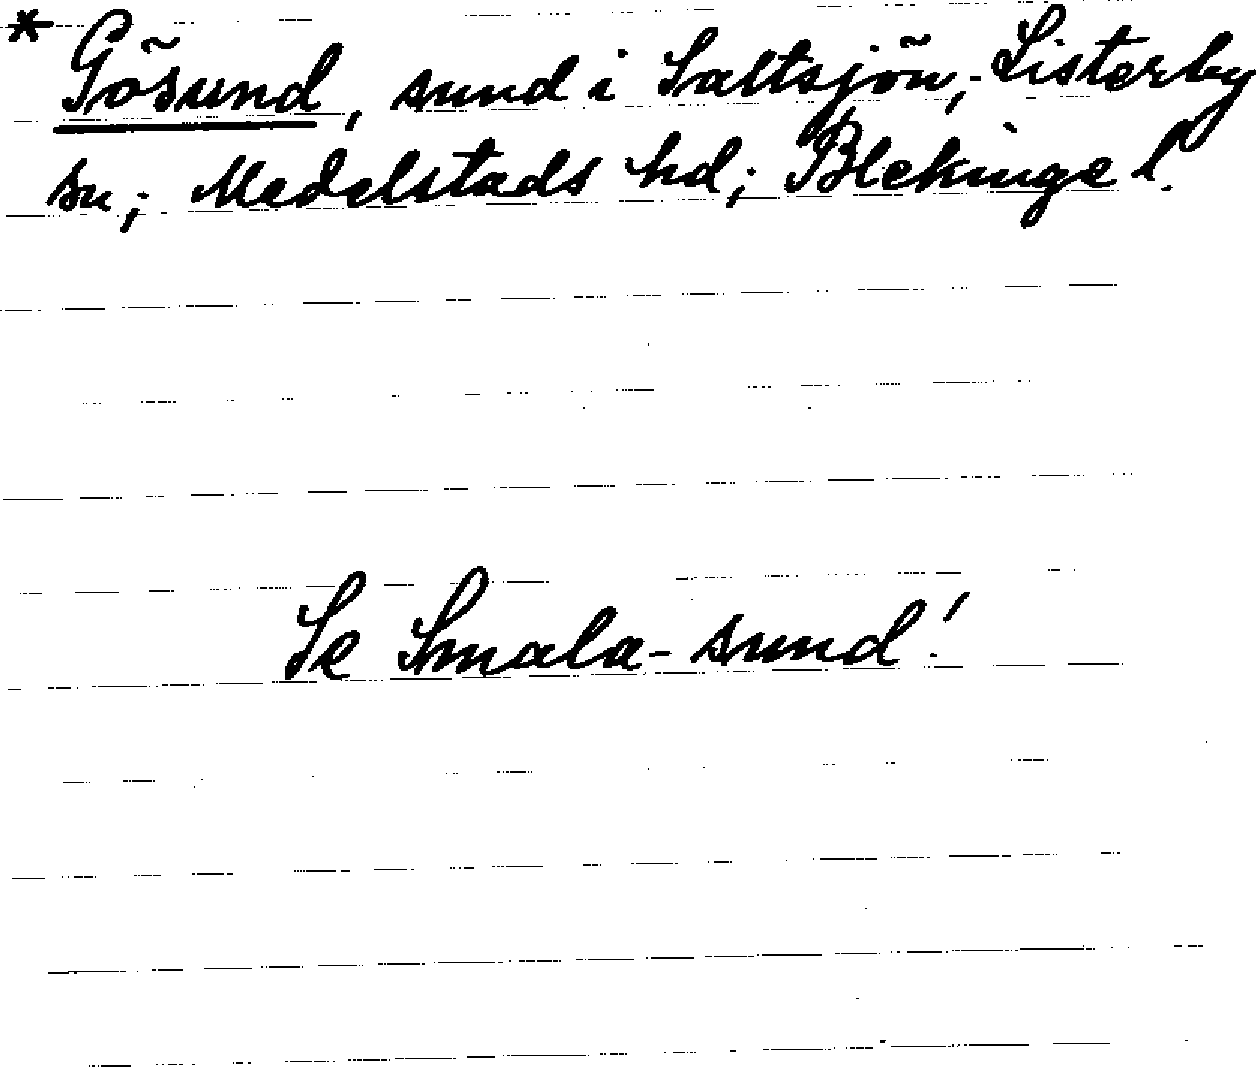 * Gösund, sund i Saltsjön, Listerby
sn; Medelstads hd; Blekinge l.
Se Smala-sund!